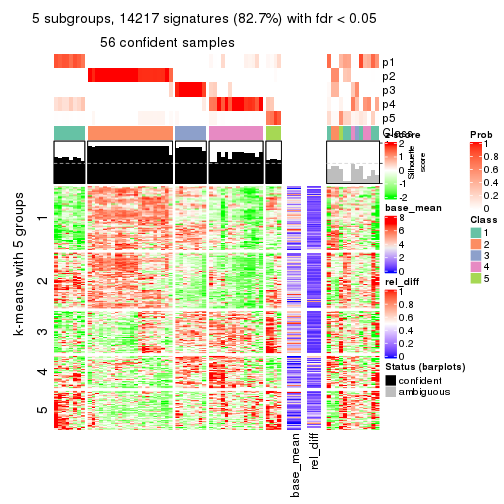 5 subgroups, 14217 signatures (82.7%) with fdr < 0.05
56 confident samples
p1
p2
p3
p4
p5
Class
Silhouette
score
k-means with 5 groups
1
2
3
4
5
base_mean
rel_diff
z-score
2
1
0
-1
-2
base_mean
8
6
4
2
0
rel_diff
1
0.8
0.6
0.4
0.2
0
Status (barplots)
confident
ambiguous
Prob
1
0.8
0.6
0.4
0.2
0
Class
1
2
3
4
5